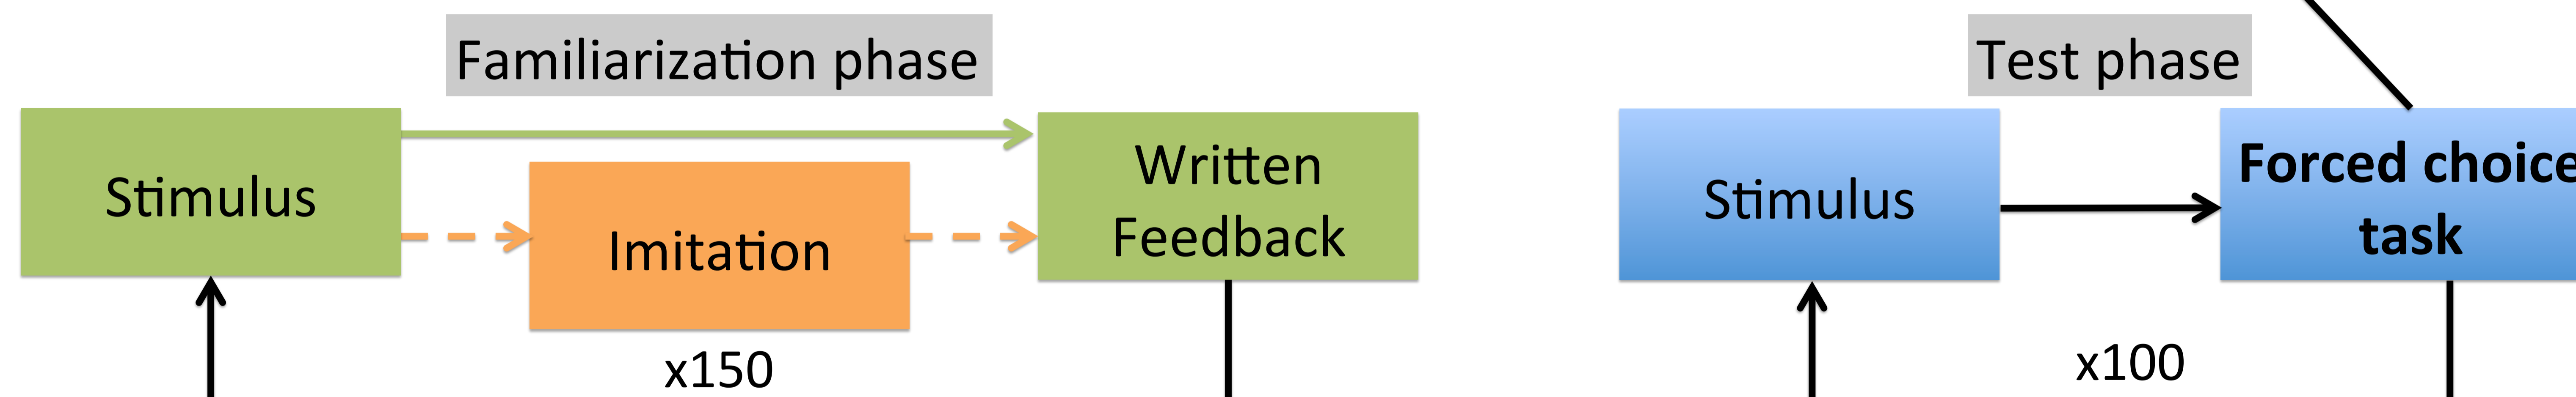 Familiarization phase
Stimulus
Imitation
Written
Feedback
x150
Test phase
Stimulus
Forced choice
task
x100